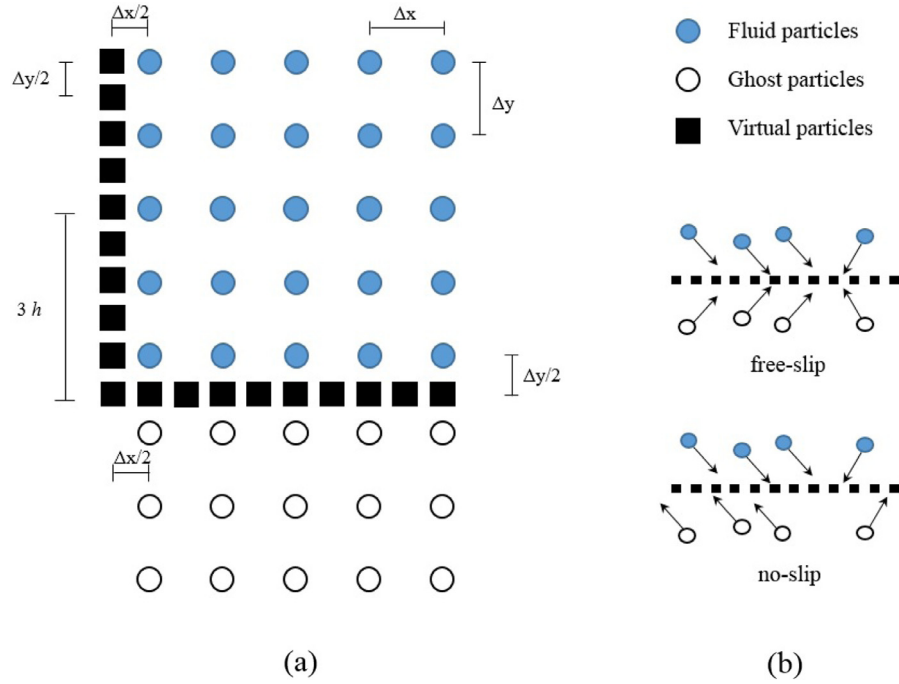 Δx/2
Δx
Δy/2
Δy
3 h
Δy/2
Δx/2
(a)
Fluid particles
Ghost particles
Virtual particles
free-slip
no-slip
(b)